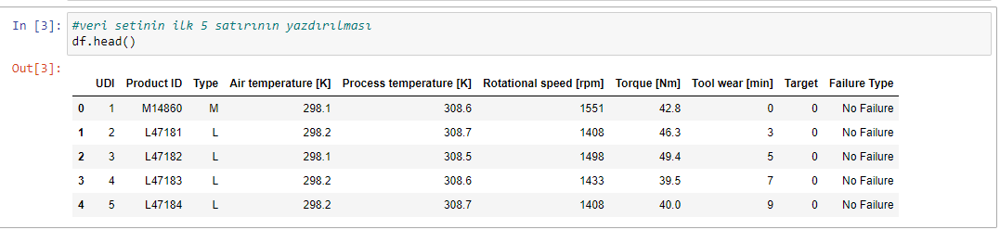 In [3]: #veri setinin ilk 5 satırının yazdırılması
df.head()
Out[3]:
UDI Product ID Type Air temperature [K] Process temperature [K] Rotational speed [rpm] Torque [Nm] Tool wear [min] Target Failure Type
0 1 M14860 M 298.1 308.6 1551 42.8 0 0 No Failure
1 2 L47181 L 298.2 308.7 1408 46.3 3 0 No Failure
2 3 L47182 L 298.1 308.5 1498 49.4 5 0 No Failure
3 4 L47183 L 298.2 308.6 1433 39.5 7 0 No Failure
4 5 L47184 L 298.2 308.7 1408 40.0 9 0 No Failure